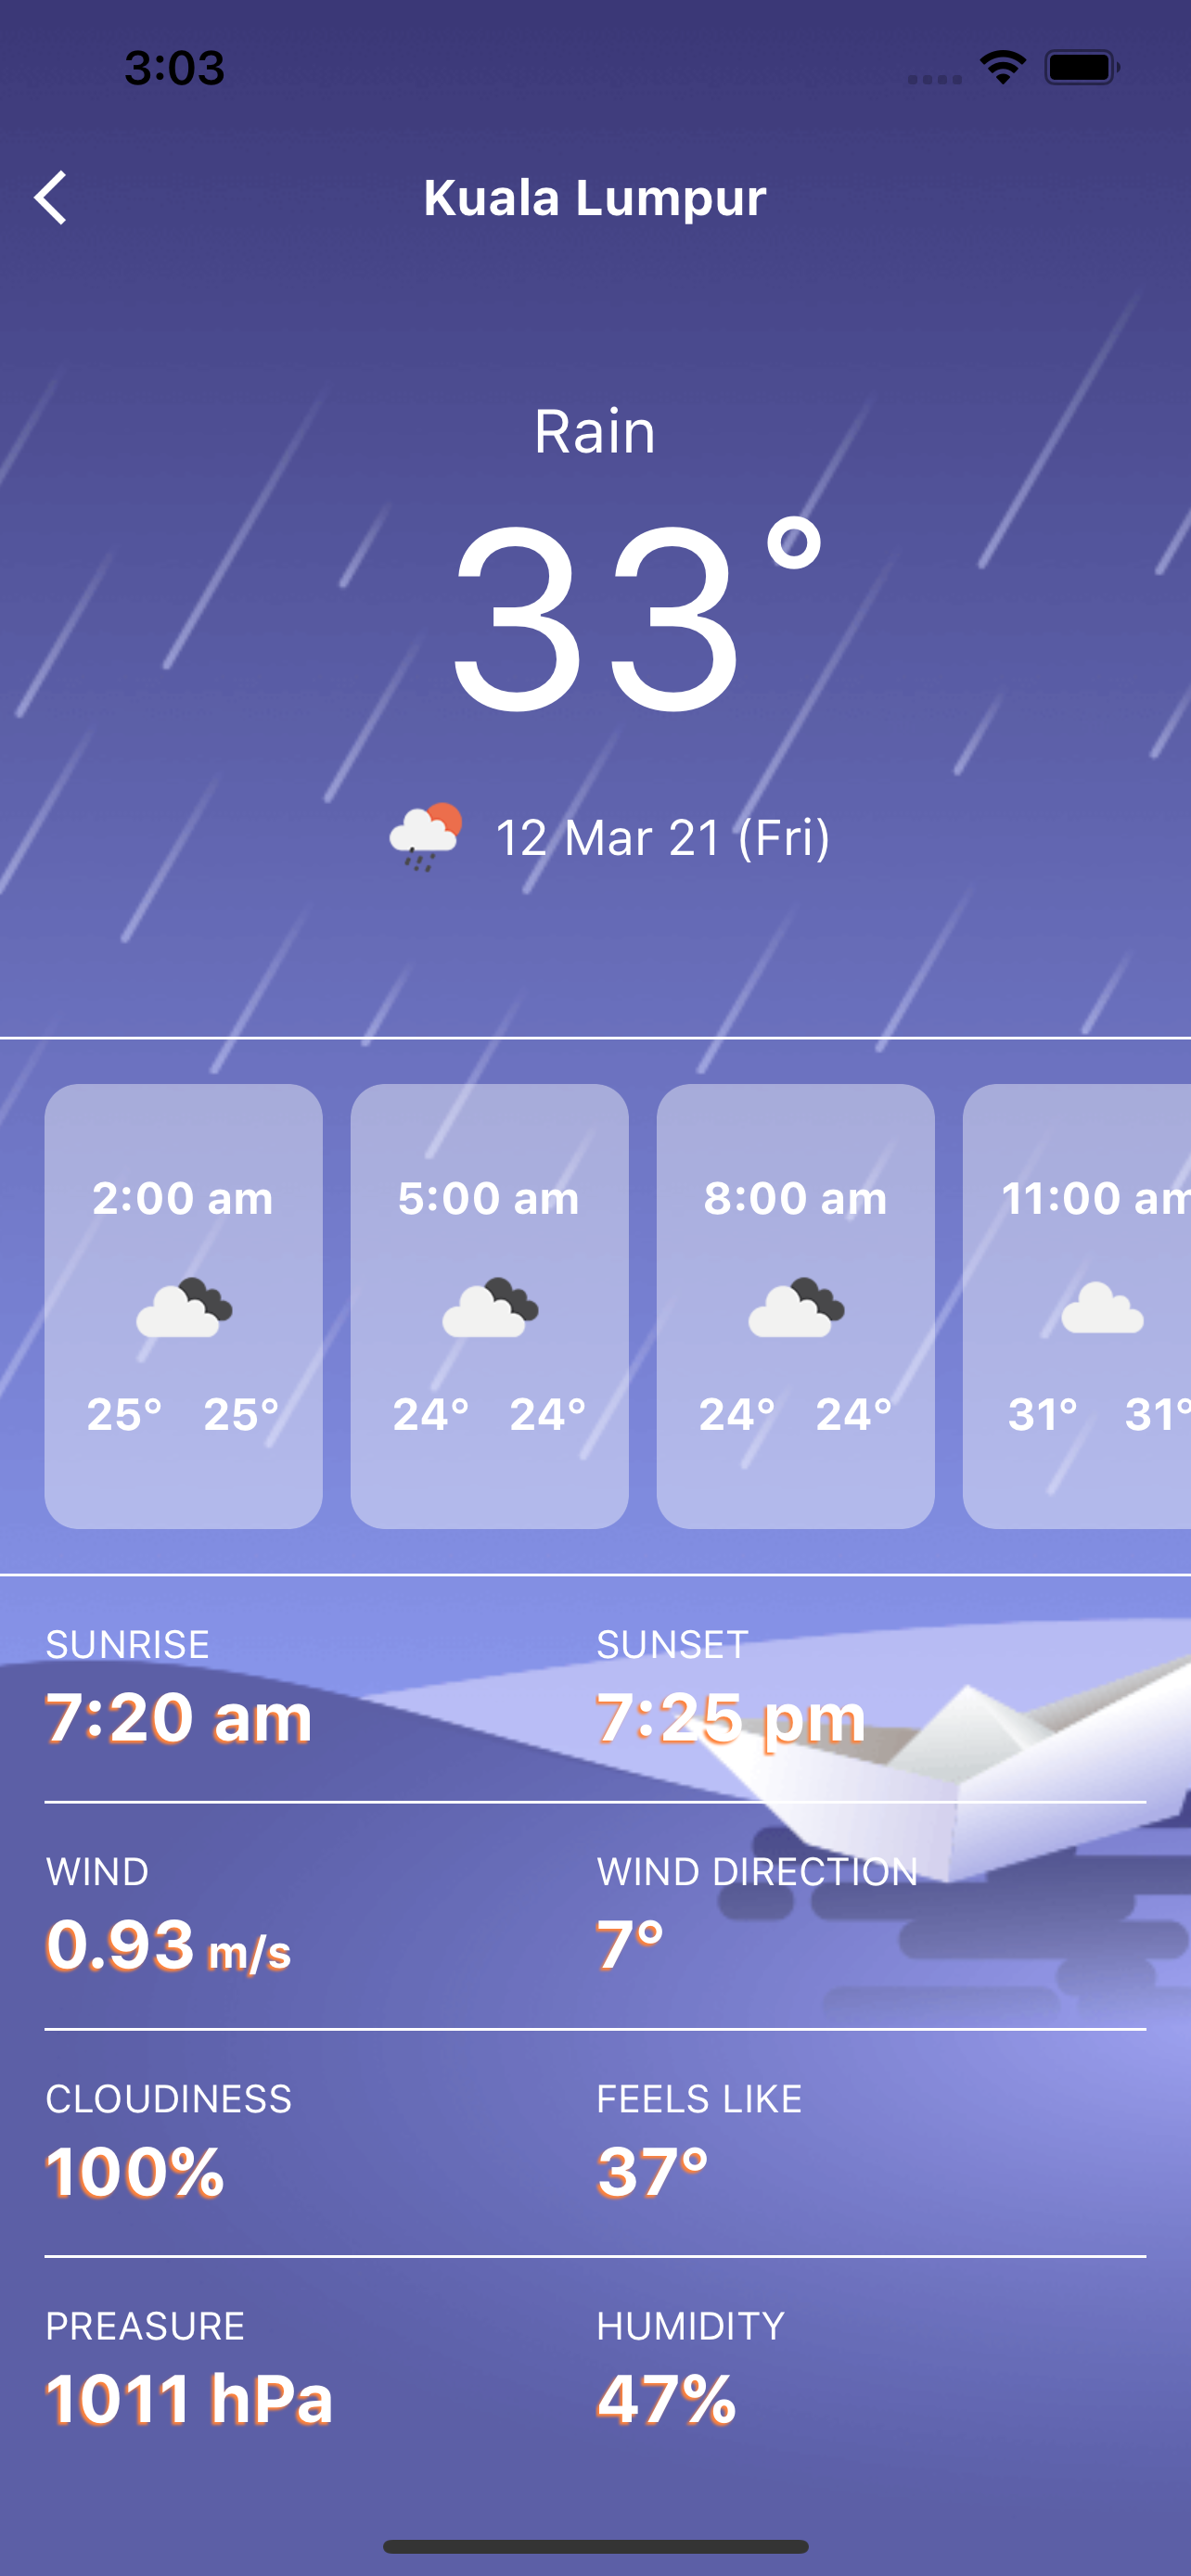 3:03
Kuala Lumpur
Rain
33°
12 Mar 21 (Fri)
2:00 am 5:00 am 8:00 am 11:00 am
25° 25° 24° 24° 24° 24° 31° 31°
SUNRISE SUNSET
7:20 am 7:25 pm
WIND WIND DIRECTION
0.93 m/s 7°
CLOUDINESS FEELS LIKE
100% 37°
PREASURE HUMIDITY
1011 hPa 47%